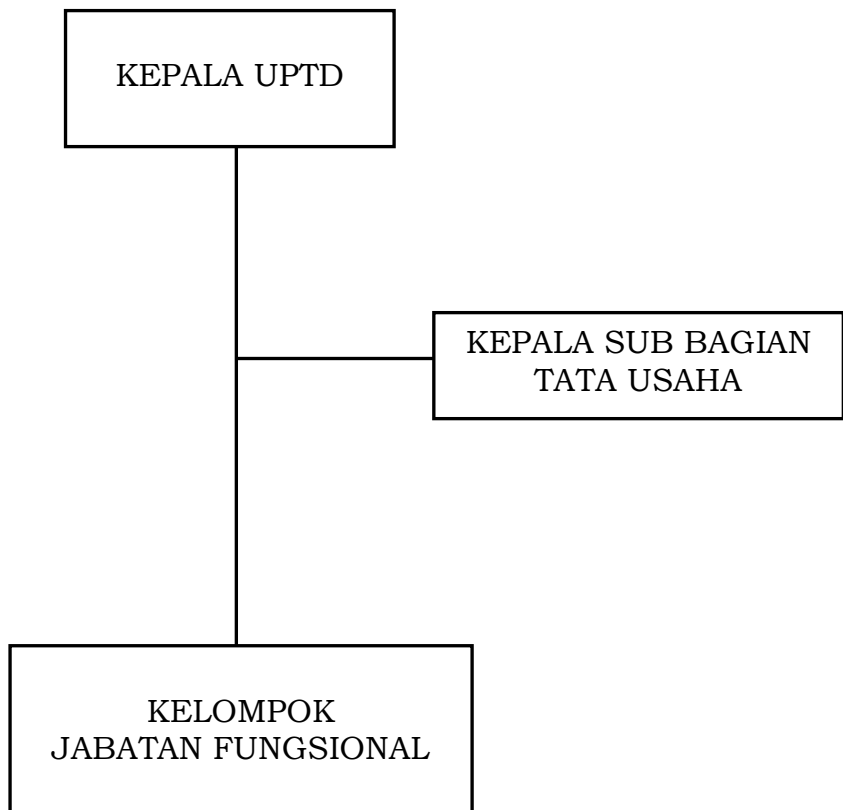 KEPALA UPTD
KEPALA SUB BAGIAN
TATA USAHA
KELOMPOK
JABATAN FUNGSIONAL